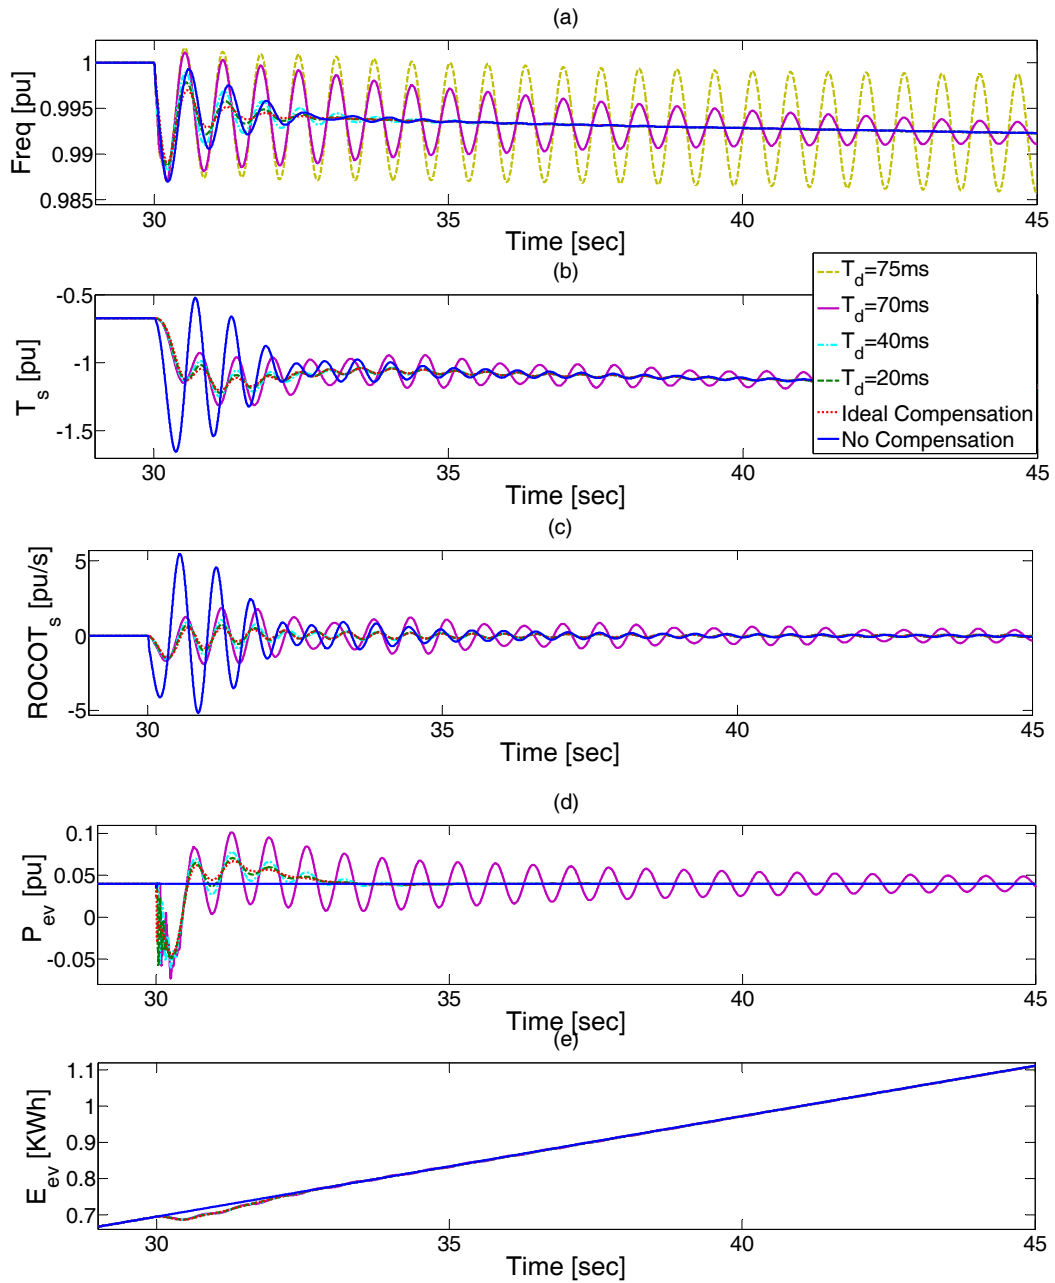 (a)
Freq [pu]
1
0.995
0.99
0.985
30
35
40
45
Time [sec]
(b)
T_s [pu]
-0.5
-1
-1.5
30
35
40
45
Time [sec]
T_d=75ms
T_d=70ms
T_d=40ms
T_d=20ms
Ideal Compensation
No Compensation
(c)
ROCOT_s [pu/s]
5
0
-5
30
35
40
45
Time [sec]
(d)
P_ev [pu]
0.1
0.05
0
-0.05
30
35
40
45
Time [sec]
(e)
E_ev [KWh]
1.1
1
0.9
0.8
0.7
30
35
40
45
Time [sec]